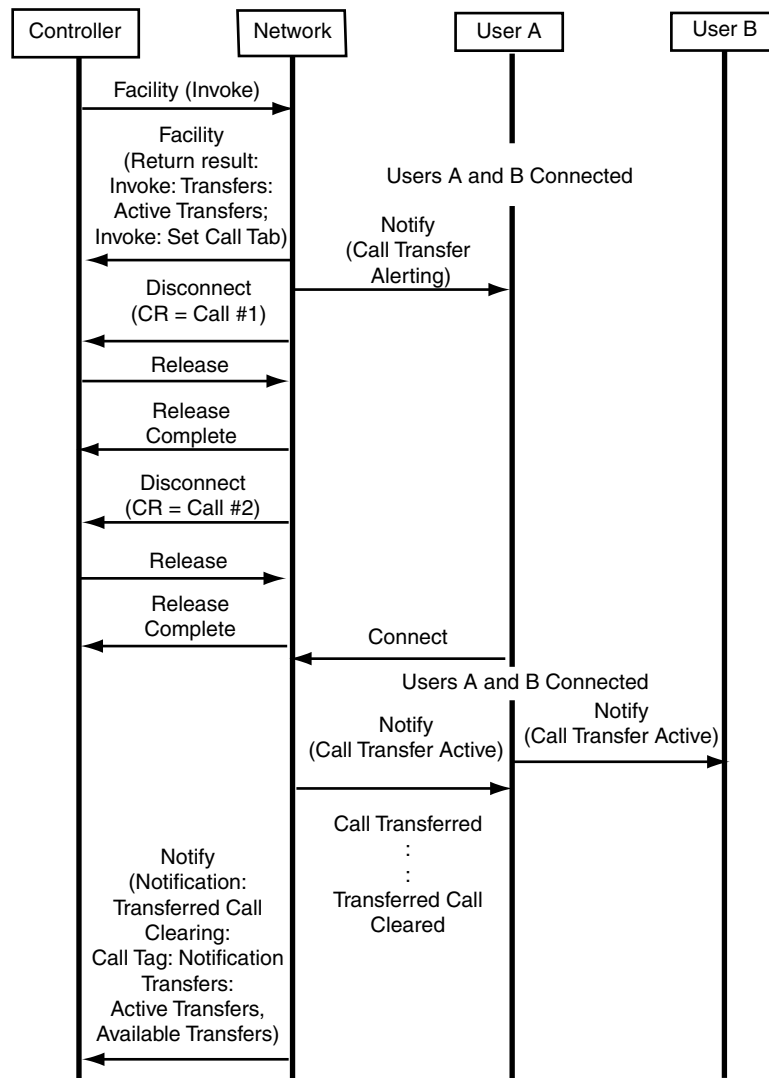 Controller
Network
User A
User B
Facility (Invoke)
Facility
(Return result:
Invoke: Transfers:
Active Transfers;
Invoke: Set Call Tab)
Users A and B Connected
Notify
(Call Transfer
Alerting)
Disconnect
(CR = Call #1)
Release
Release
Complete
Disconnect
(CR = Call #2)
Release
Release
Complete
Connect
Users A and B Connected
Notify
(Call Transfer Active)
Notify
(Call Transfer Active)
Call Transferred
:
:
Transferred Call
Cleared
Notify
(Notification:
Transferred Call
Clearing:
Call Tag: Notification
Transfers:
Active Transfers,
Available Transfers)